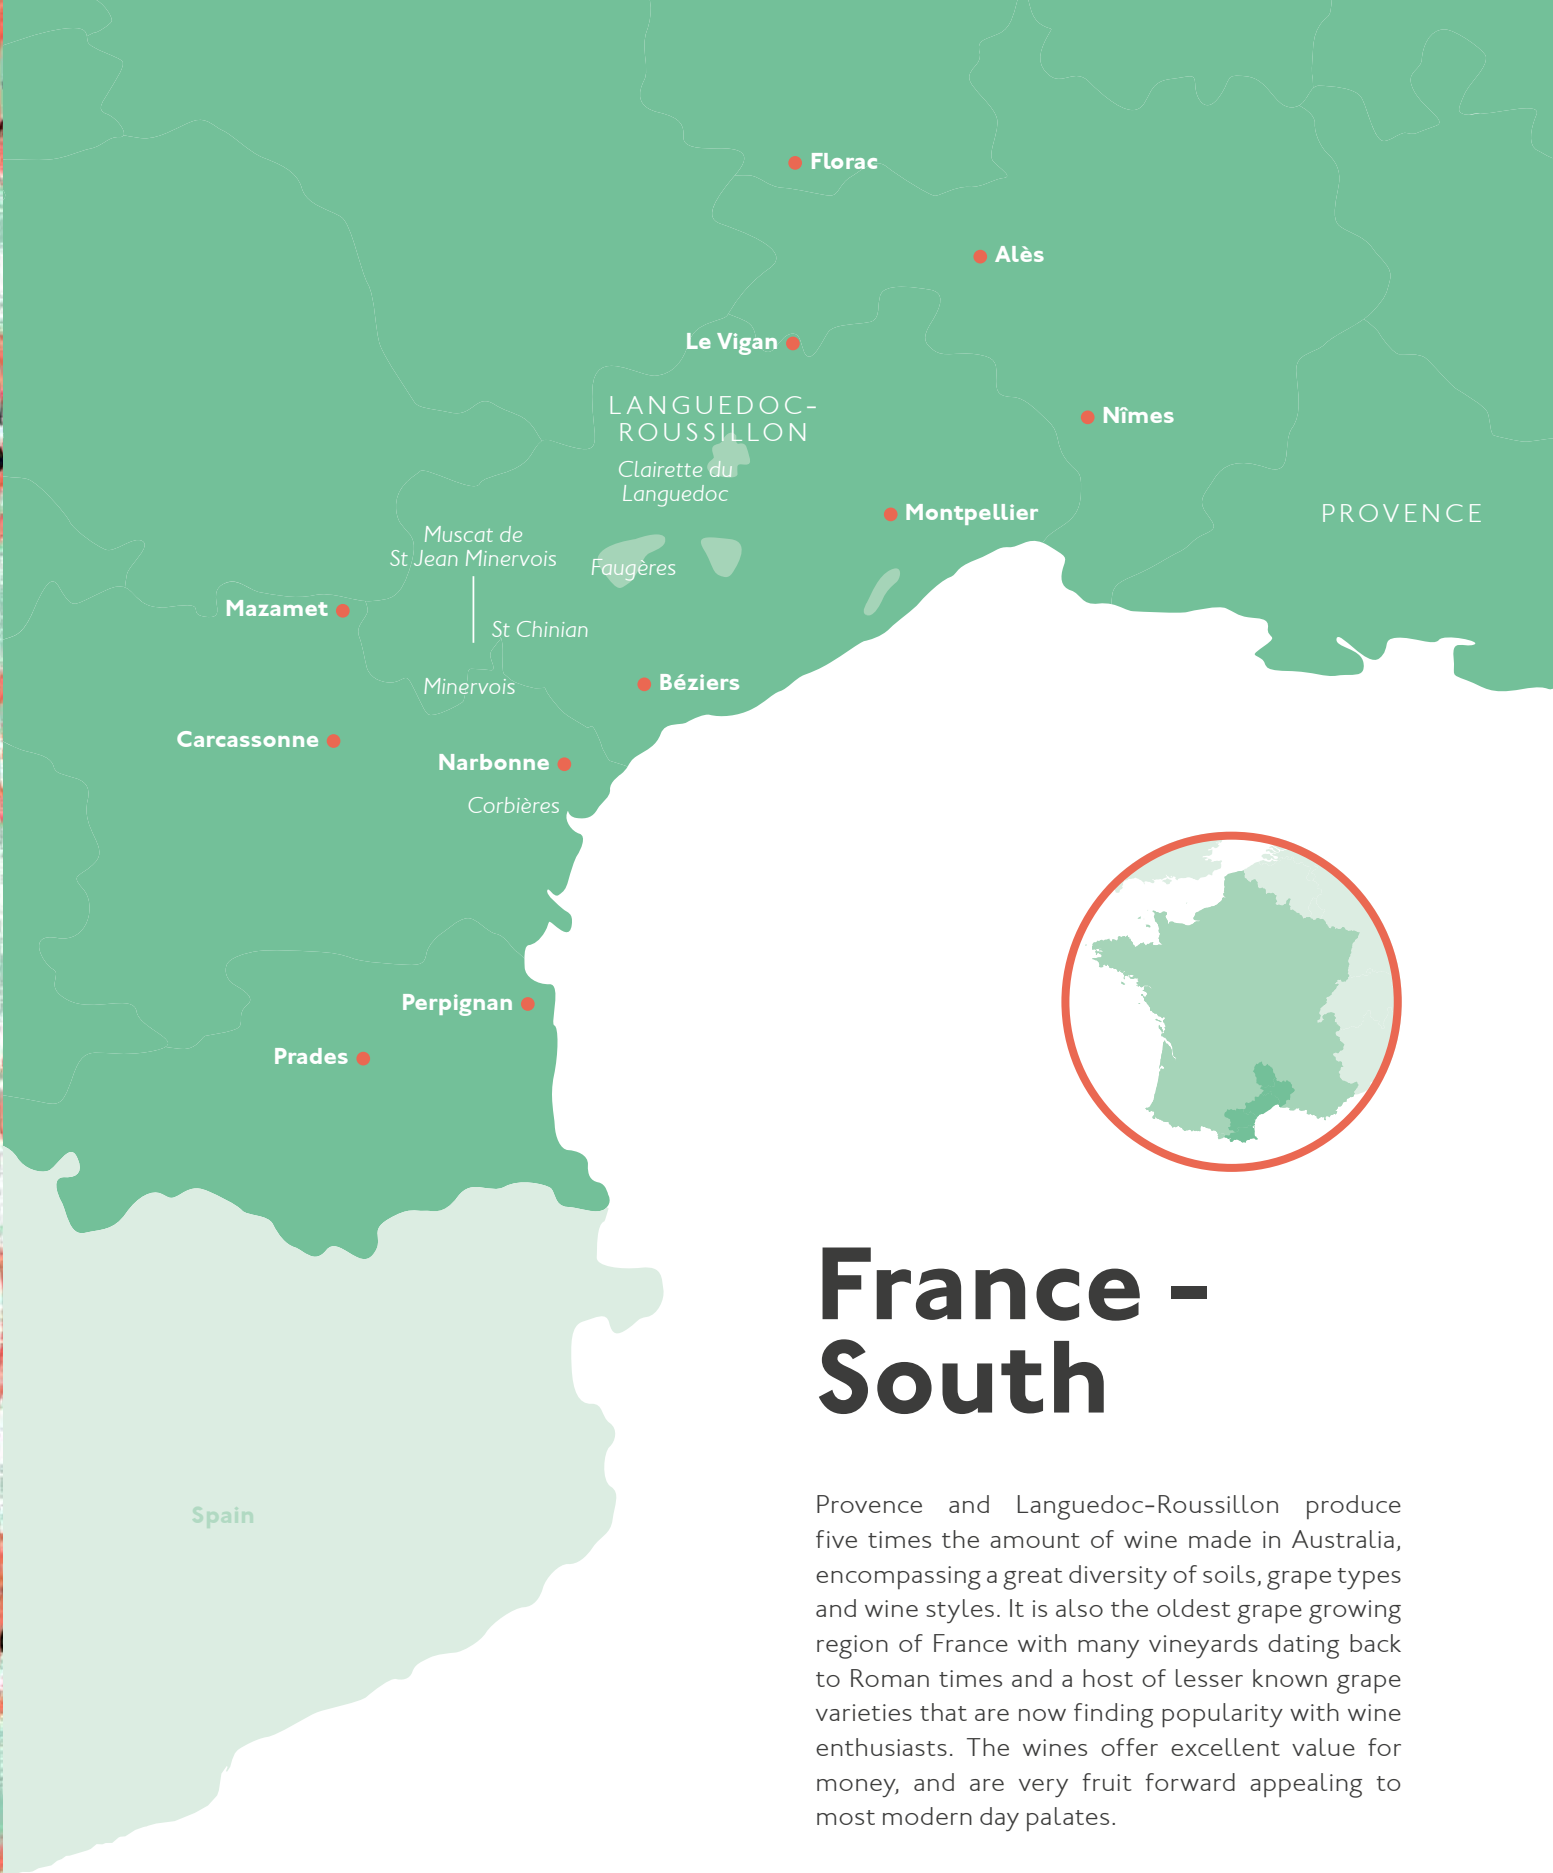 Florac
Alès
Le Vigan
LANGUEDOC-
ROUSSILLON
Nîmes
Clairette du
Languedoc
Montpellier
PROVENCE
Muscat de
St Jean Minervois
Faugères
Mazamet
St Chinian
Minervois
Béziers
Carcassonne
Narbonne
Corbières
Perpignan
Prades
France -
South
Provence and Languedoc-Roussillon produce
five times the amount of wine made in Australia,
encompassing a great diversity of soils, grape types
and wine styles. It is also the oldest grape growing
region of France with many vineyards dating back
to Roman times and a host of lesser known grape
varieties that are now finding popularity with wine
enthusiasts. The wines offer excellent value for
money, and are very fruit forward appealing to
most modern day palates.
Spain